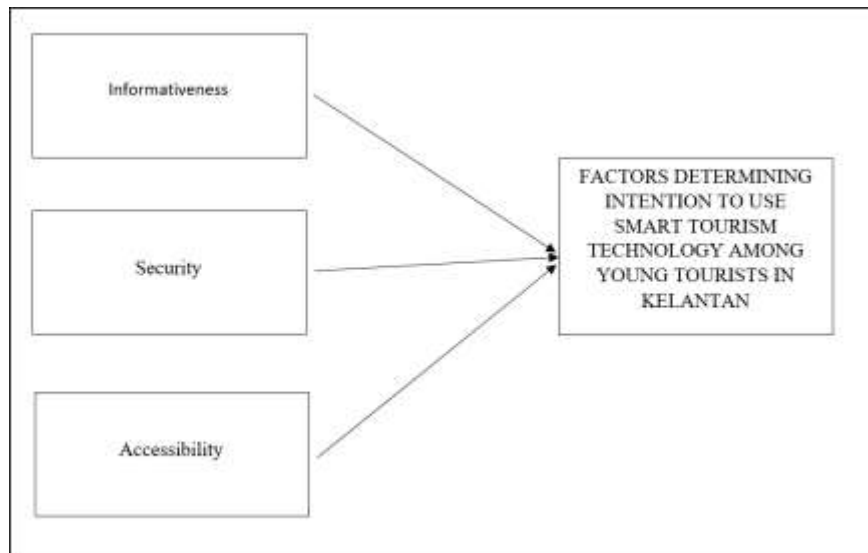 Informativeness
Security
Accessibility
FACTORS DETERMINING
INTENTION TO USE
SMART TOURISM
TECHNOLOGY AMONG
YOUNG TOURISTS IN
KELANTAN